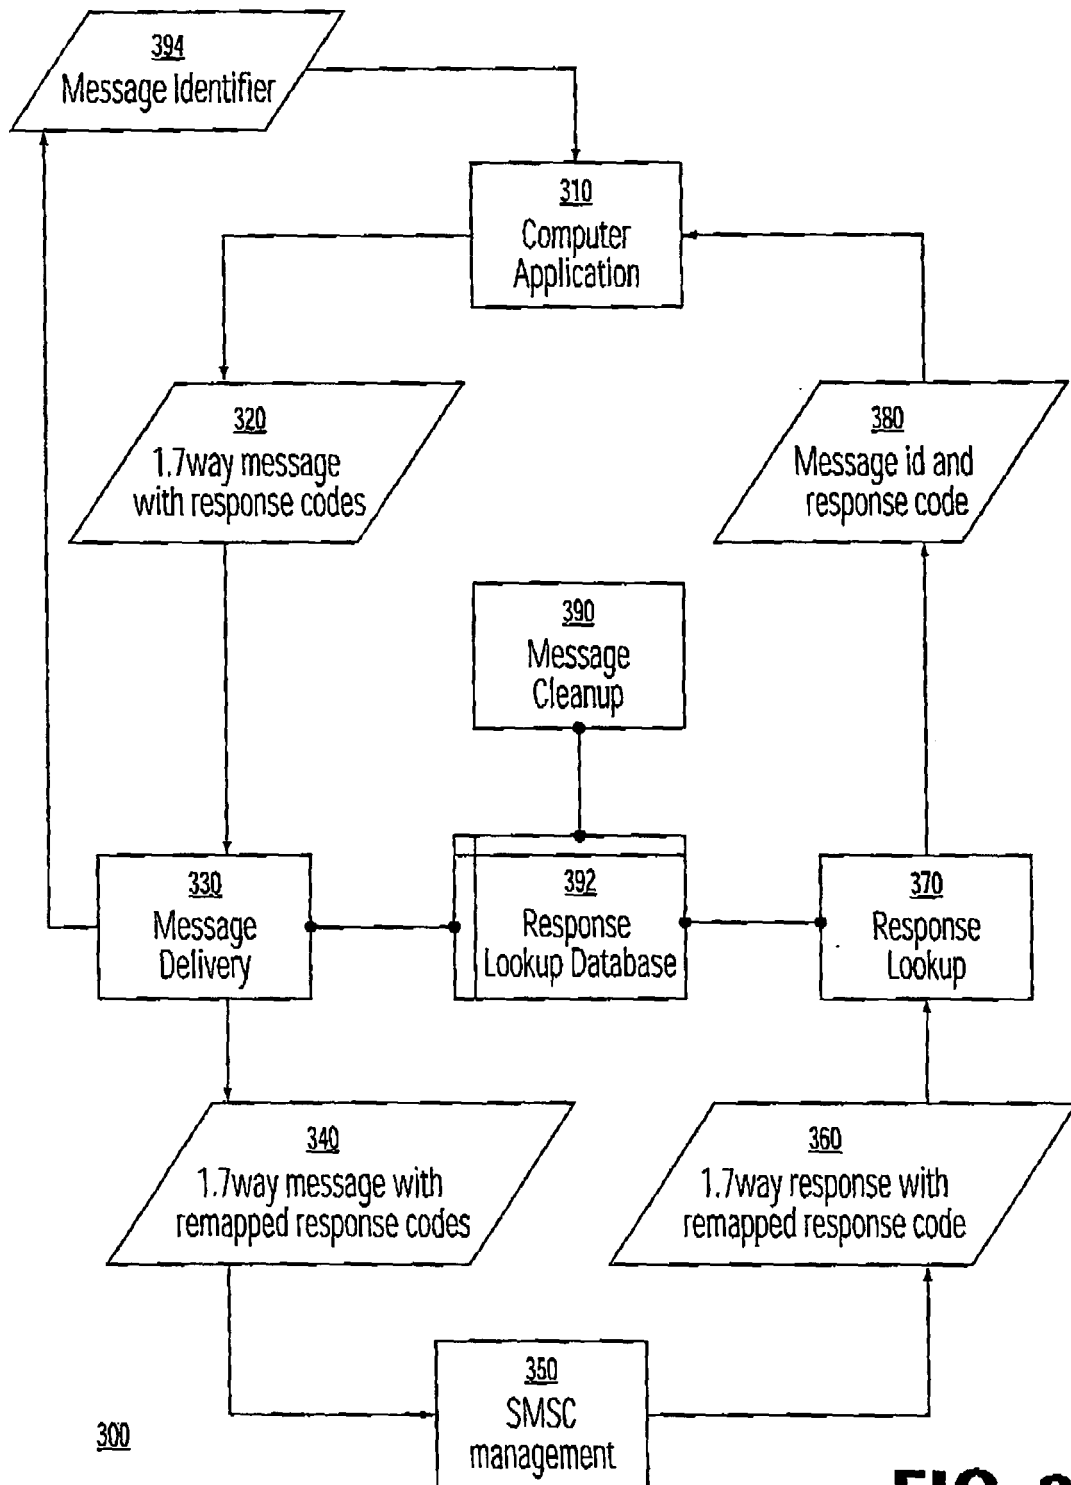 394
Message Identifier
310
Computer
Application
320
1.7way message
with response codes
380
Message id and
response code
390
Message
Cleanup
330
Message
Delivery
392
Response
Lookup Database
370
Response
Lookup
340
1.7way message with
remapped response codes
360
1.7way response with
remapped response code
350
SMSC
management
300
FIG.